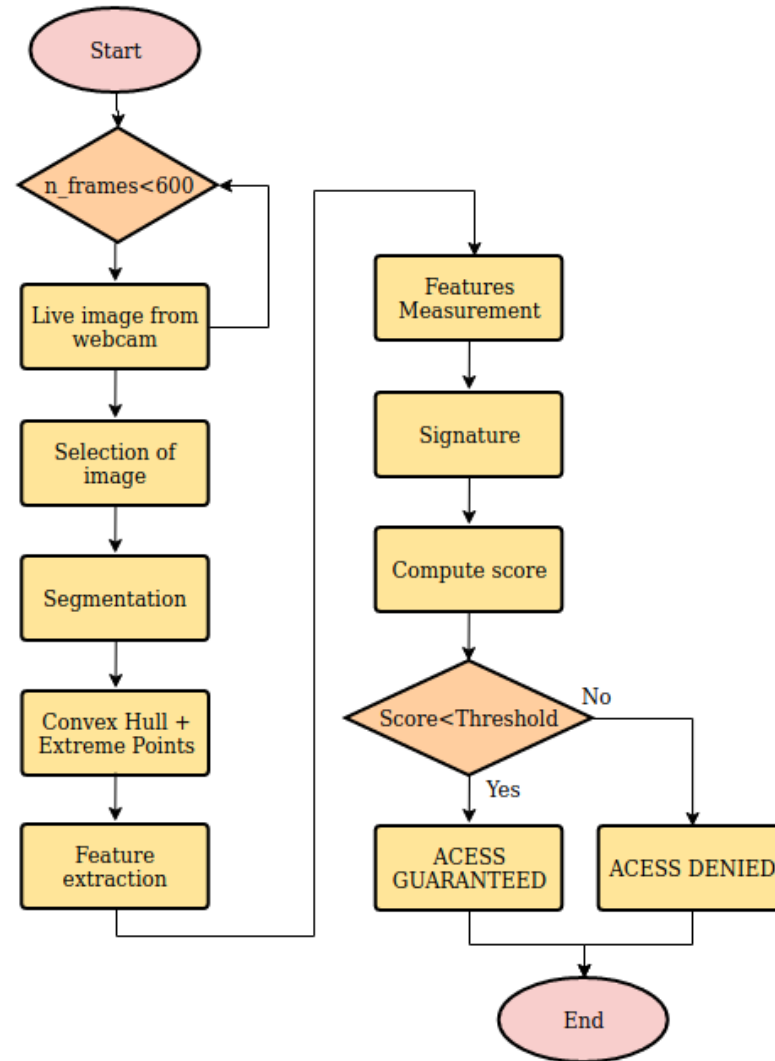 Start
n_frames<600
Live image from
webcam
Selection of
image
Segmentation
Convex Hull +
Extreme Points
Feature
extraction
Features
Measurement
Signature
Compute score
Score<Threshold
No
Yes
ACESS
GUARANTEED
ACESS DENIED
End